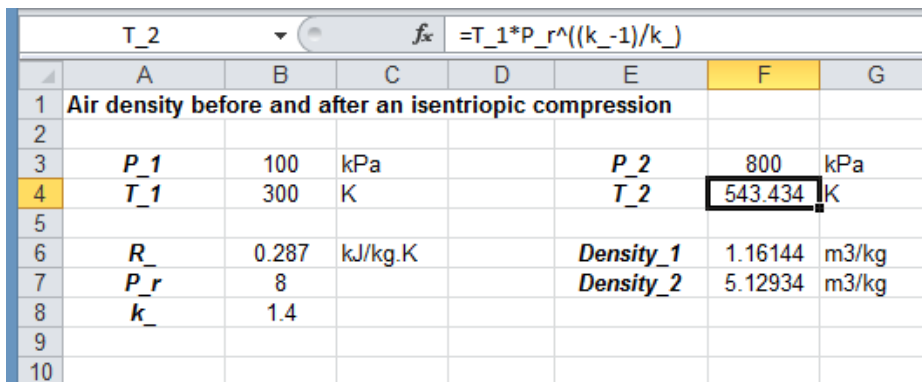 T_2 fx =T_1*P_r^((k_-1)/k_)
A B C D E F G
1 Air density before and after an isentriopic compression
2
3 P_1 100 kPa P_2 800 kPa
4 T_1 300 K T_2 543.434 K
5
6 R_ 0.287 kJ/kg.K Density_1 1.16144 m3/kg
7 P_r 8 Density_2 5.12934 m3/kg
8 k_ 1.4
9
10